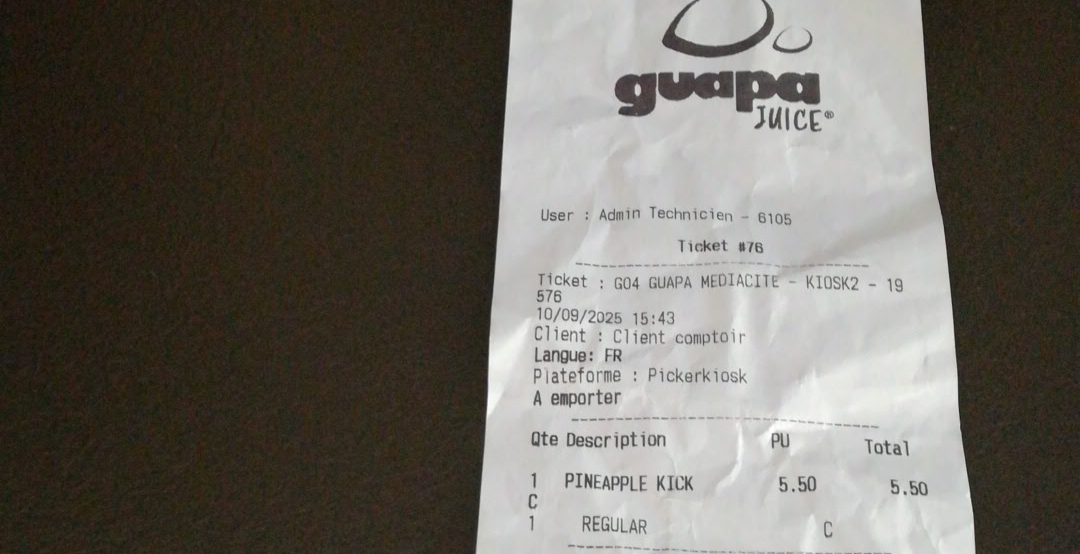 guapa
JUICE®
User : Admin Technicien - 6105
Ticket #76
Ticket : GO4 GUAPA MEDIACITE - KIOSK2 - 19
576
10/09/2025 15:43
Client : Client comptoir
Langue: FR
Plateforme : Pickerkiosk
A emporter
Qte Description PU Total
1 PINEAPPLE KICK 5.50 5.50
C
1 REGULAR C